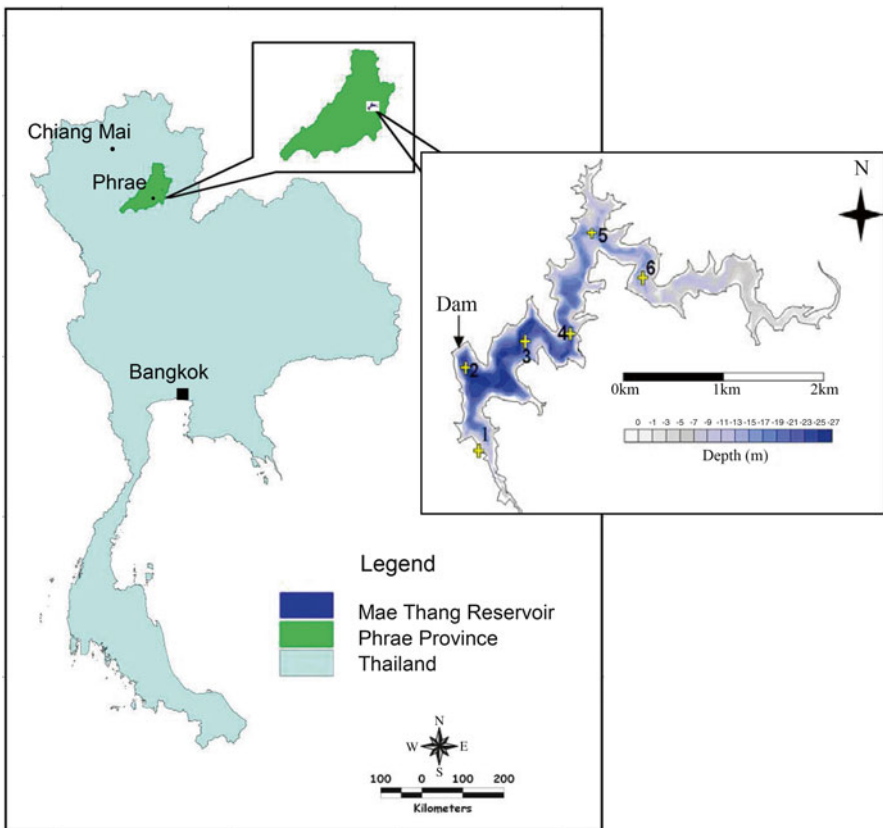 Chiang Mai
Phrae
Bangkok
N
5
6
Dam
4
3
2
1
0km 1km 2km
0 -1 -3 -5 -7 -9 -11 -13 -15 -17 -19 -21 -23 -25 -27
Depth (m)
Legend
Mae Thang Reservoir
Phrae Province
Thailand
N
W E
S
100 0 100 200
Kilometers